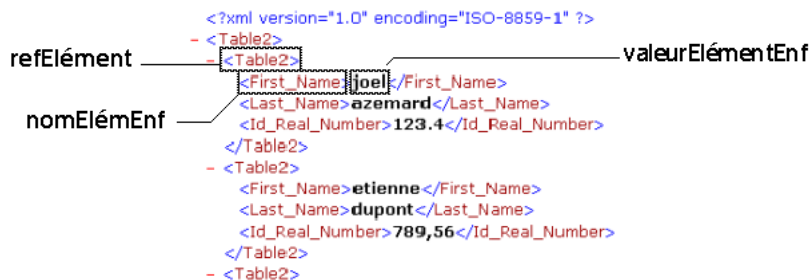 <?xml version="1.0" encoding="ISO-8859-1" ?>
- <Table2>
refElément
- <Table2>
valeurElémentEnf
<First_Name>joel</First_Name>
nomElémEnf
<Last_Name>azemard</Last_Name>
<Id_Real_Number>123.4</Id_Real_Number>
</Table2>
- <Table2>
<First_Name>etienne</First_Name>
<Last_Name>dupont</Last_Name>
<Id_Real_Number>789,56</Id_Real_Number>
</Table2>
- <Table2>